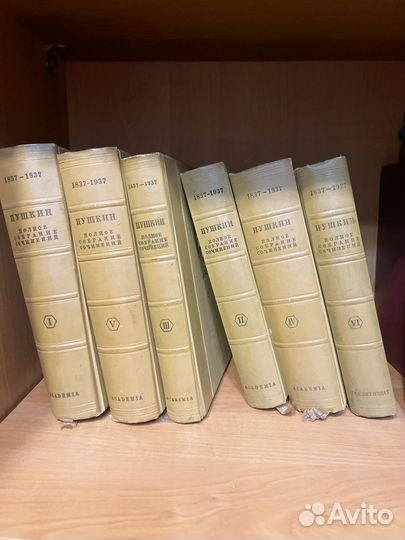 1837-1937
ПУШКИН
ПОЛНОЕ
СОБРАНИЕ
СОЧИНЕНИЙ
I
ACADEMIA
1837-1937
ПУШКИН
ПОЛНОЕ
СОБРАНИЕ
СОЧИНЕНИЙ
V
ACADEMIA
1837-1937
ПУШКИН
ПОЛНОЕ
СОБРАНИЕ
СОЧИНЕНИЙ
III
ACADEMIA
1837-1937
ПУШКИН
ПОЛНОЕ
СОБРАНИЕ
СОЧИНЕНИЙ
II
ACADEMIA
1837-1937
ПУШКИН
ПОЛНОЕ
СОБРАНИЕ
СОЧИНЕНИЙ
IV
ACADEMIA
1837-1937
ПУШКИН
ПОЛНОЕ
СОБРАНИЕ
СОЧИНЕНИЙ
VI
Avito